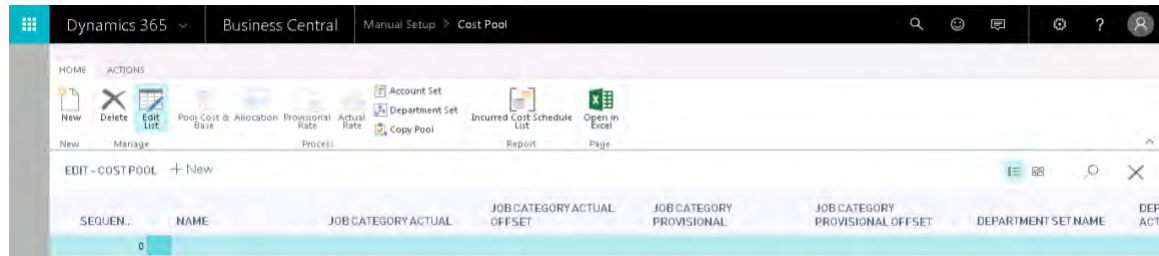 Dynamics 365 Business Central Manual Setup > Cost Pool ?
HOME ACTIONS
New Delete Edit List Pool Cost & Base Allocation Provisional Rate Actual Rate Account Set Department Set Copy Pool Incurred Cost Schedule List Open in Excel
New Manage Process Report Page
EDIT - COST POOL + New
SEQUEN.. NAME JOB CATEGORY ACTUAL JOB CATEGORY ACTUAL OFFSET JOB CATEGORY PROVISIONAL JOB CATEGORY PROVISIONAL OFFSET DEPARTMENT SET NAME DEP ACT
0